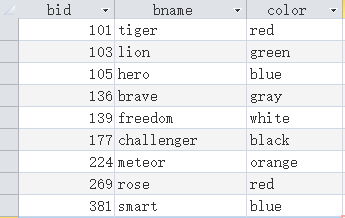 bid bname color
101 tiger red
103 lion green
105 hero blue
136 brave gray
139 freedom white
177 challenger black
224 meteor orange
269 rose red
381 smart blue